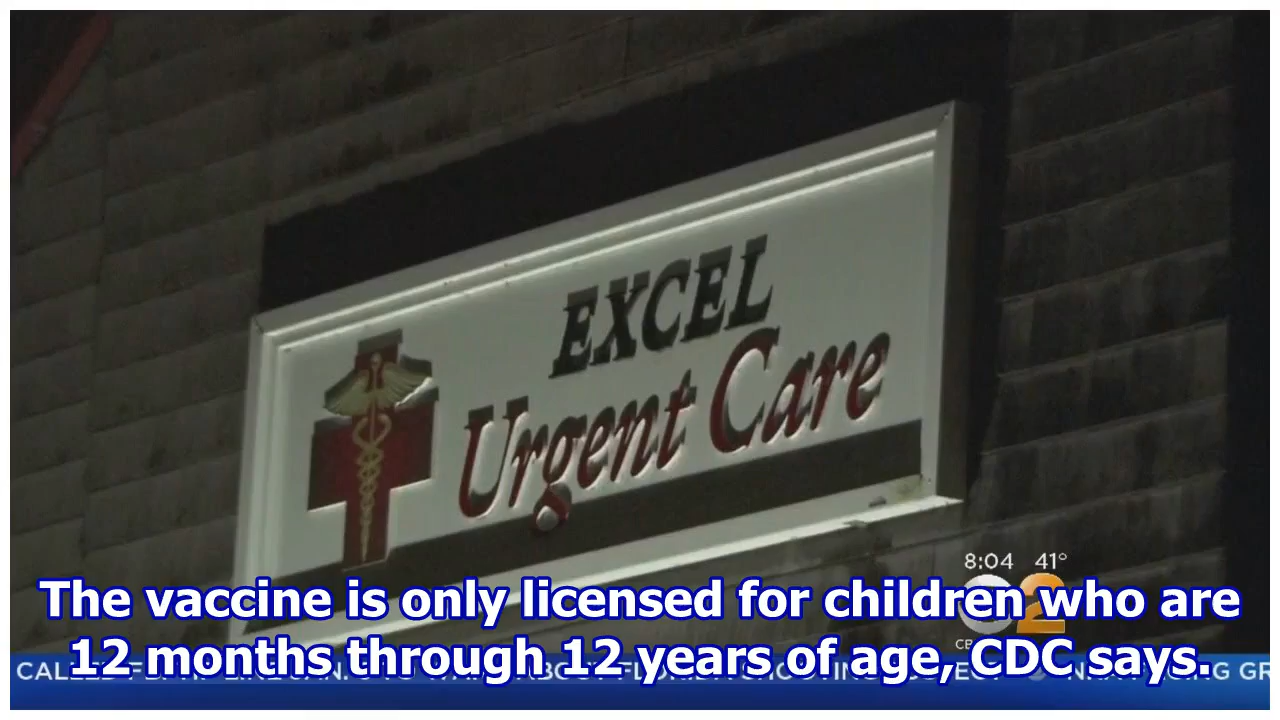 EXCEL
Urgent Care
8:04 41°
2
The vaccine is only licensed for children who are
12 months through 12 years of age, CDC says.